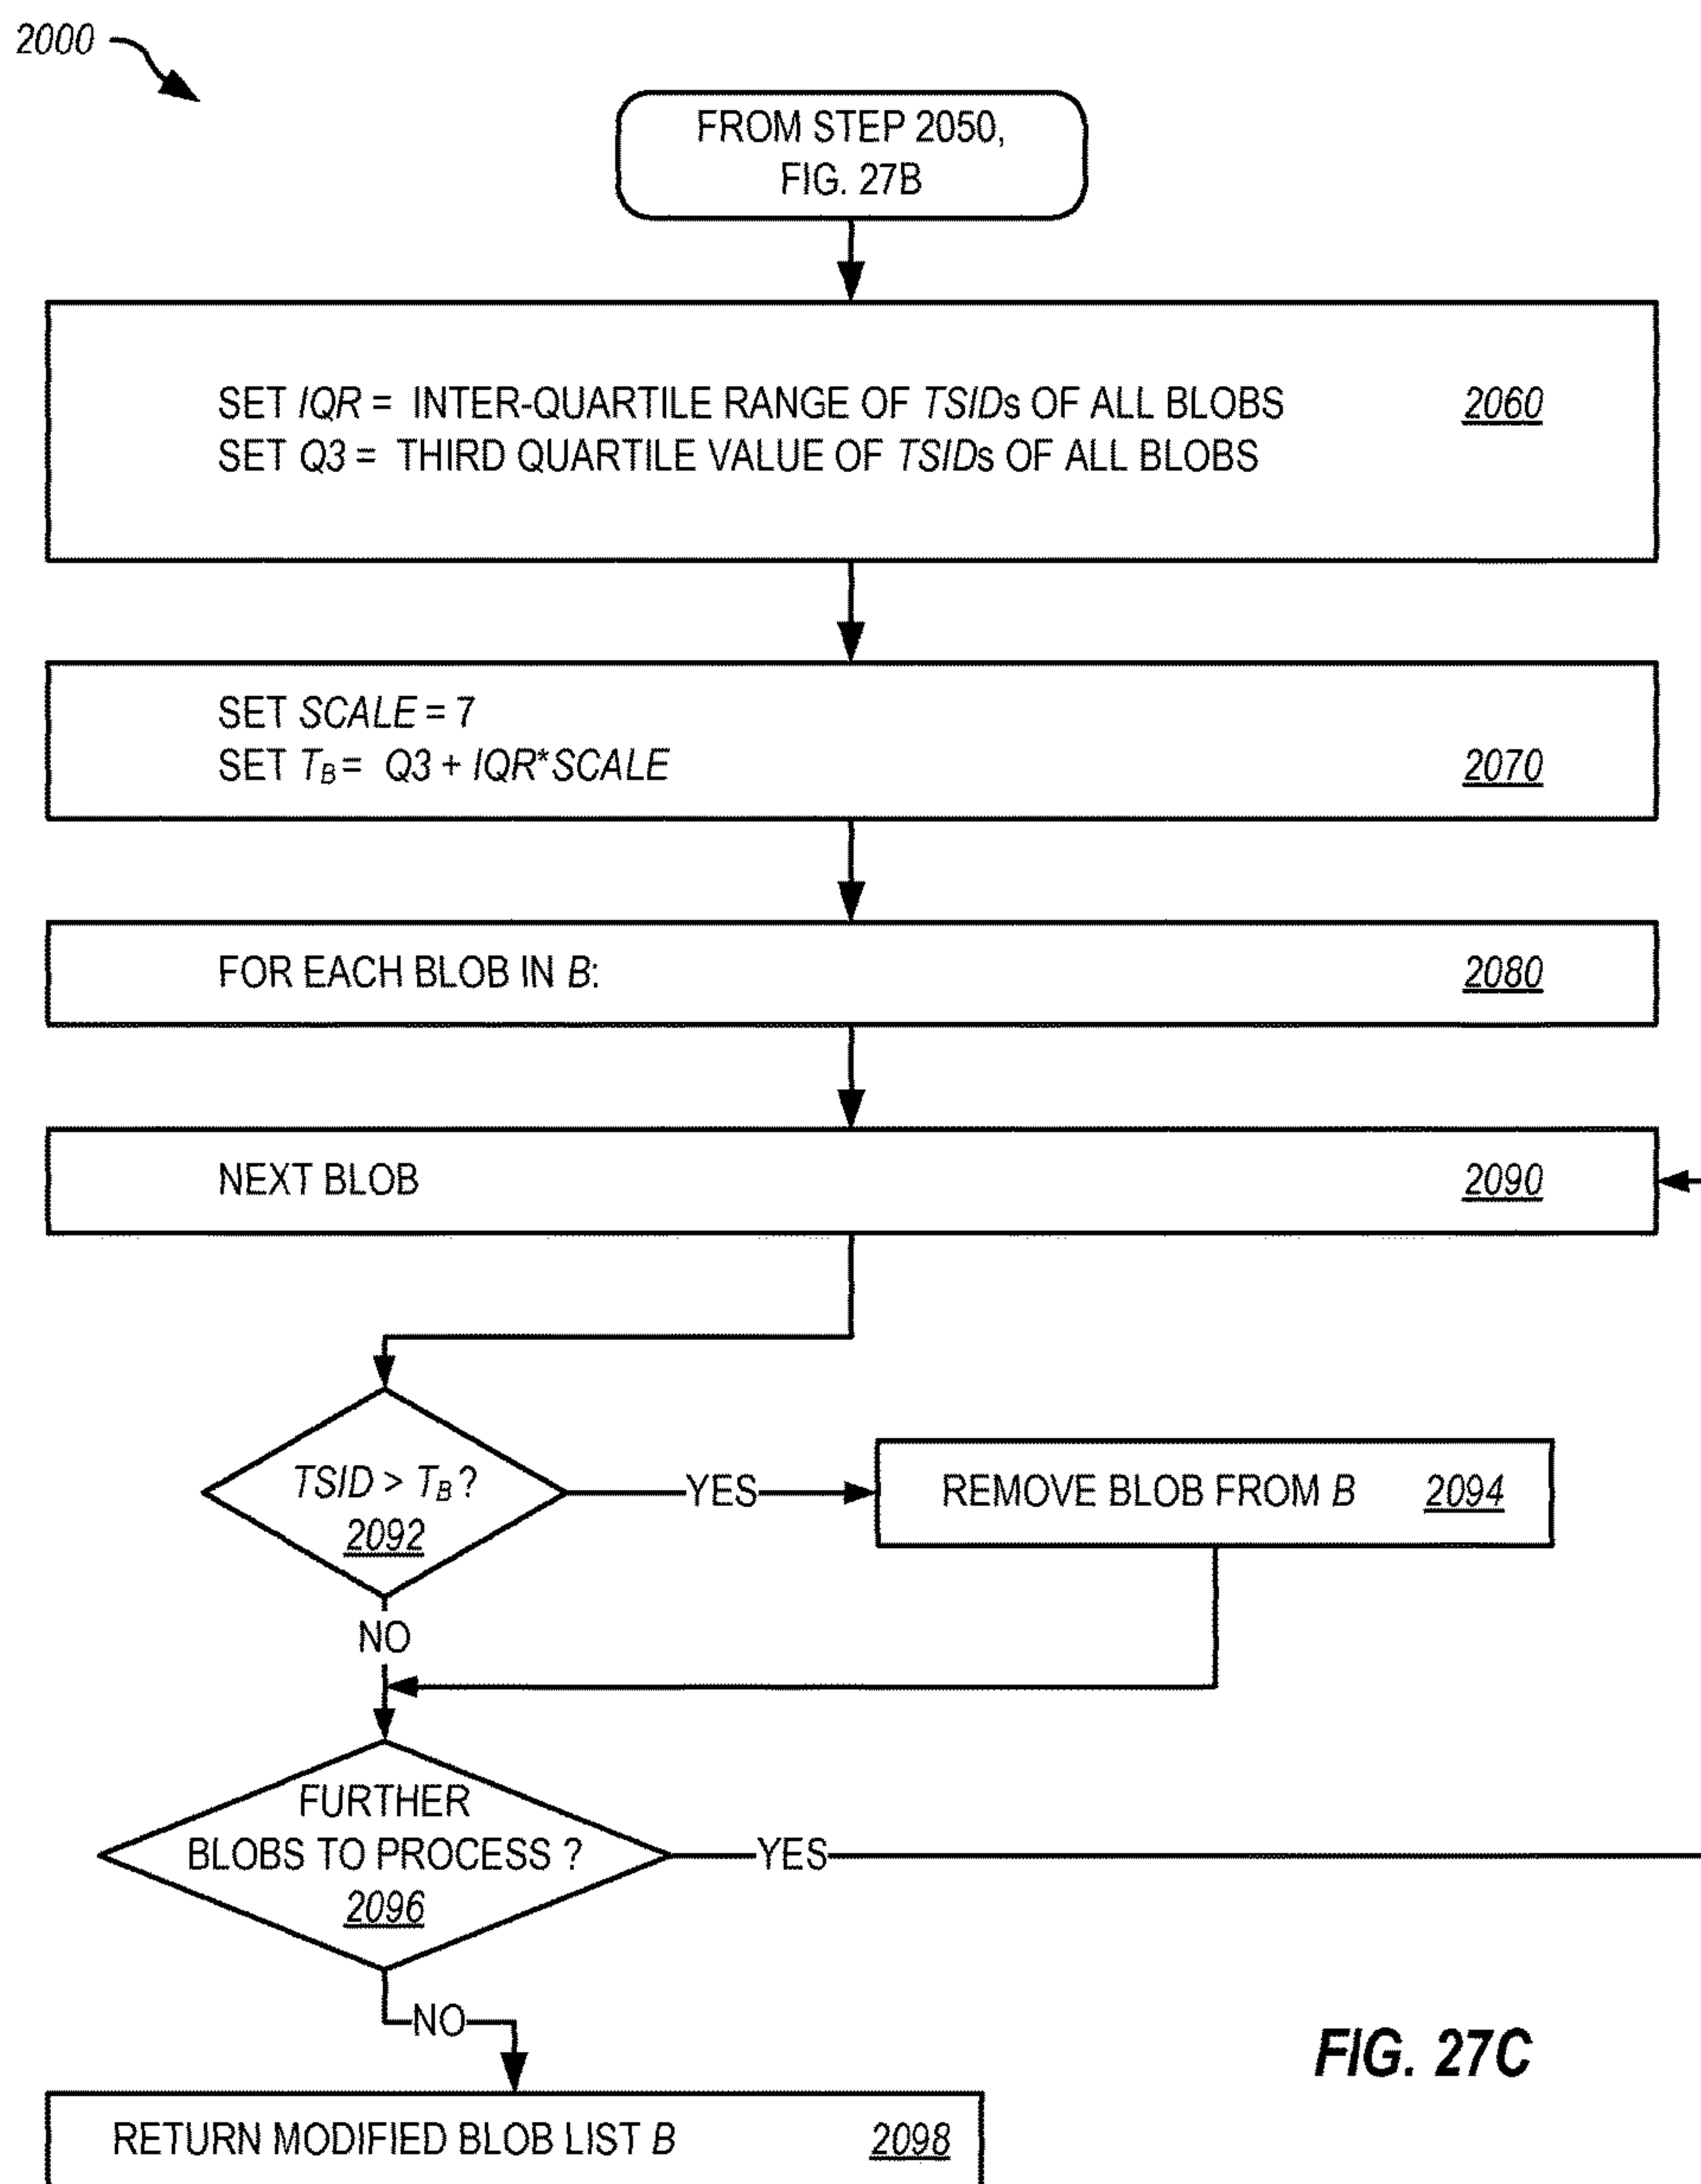 2000
FROM STEP 2050,
FIG. 27B
SET IQR = INTER-QUARTILE RANGE OF TSIDs OF ALL BLOBS 2060
SET Q3 = THIRD QUARTILE VALUE OF TSIDs OF ALL BLOBS
SET SCALE = 7
SET TB = Q3 + IQR*SCALE 2070
FOR EACH BLOB IN B: 2080
NEXT BLOB 2090
TSID > TB ?
2092
YES
REMOVE BLOB FROM B 2094
NO
FURTHER
BLOBS TO PROCESS ?
2096
YES
NO
FIG. 27C
RETURN MODIFIED BLOB LIST B 2098